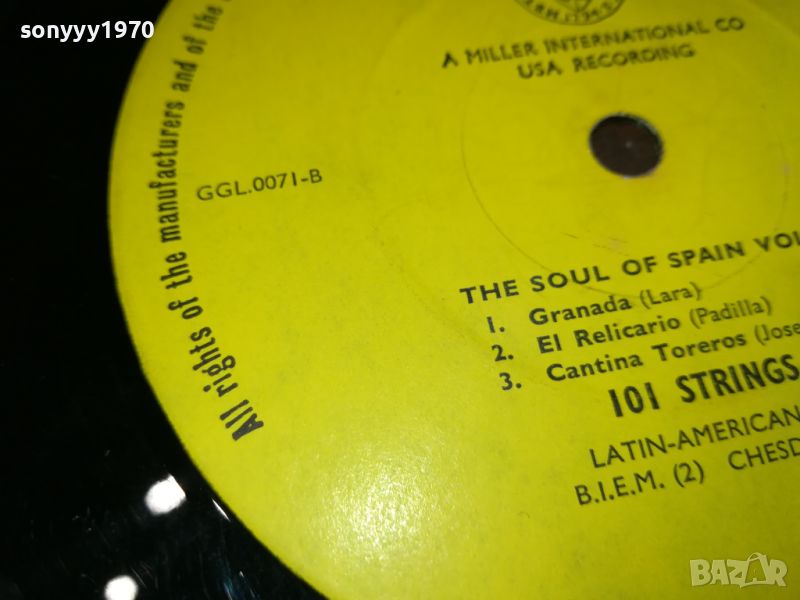 sonyyy1970
A MILLER INTERNATIONAL CO
USA. RECORDING
All rights of the manufacturers and of the
GGL.0071-B
THE SOUL OF SPAIN VOL
1. Granada (Lara)
2. El Relicario (Padilla)
3. Cantina Toreros (Jose
101 STRINGS
LATIN-AMERICAN
B.I.E.M. (2) CHESD
BAZAR